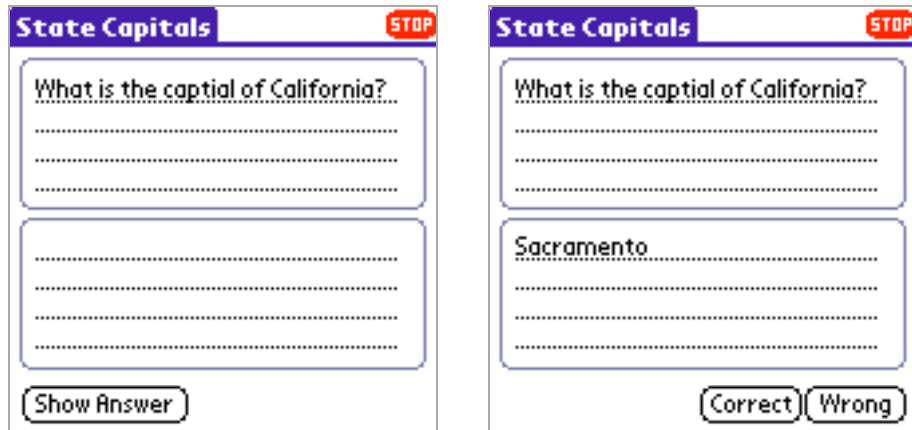 State Capitals
STOP
What is the captial of California?
Show Answer
State Capitals
STOP
What is the captial of California?
Sacramento
Correct
Wrong